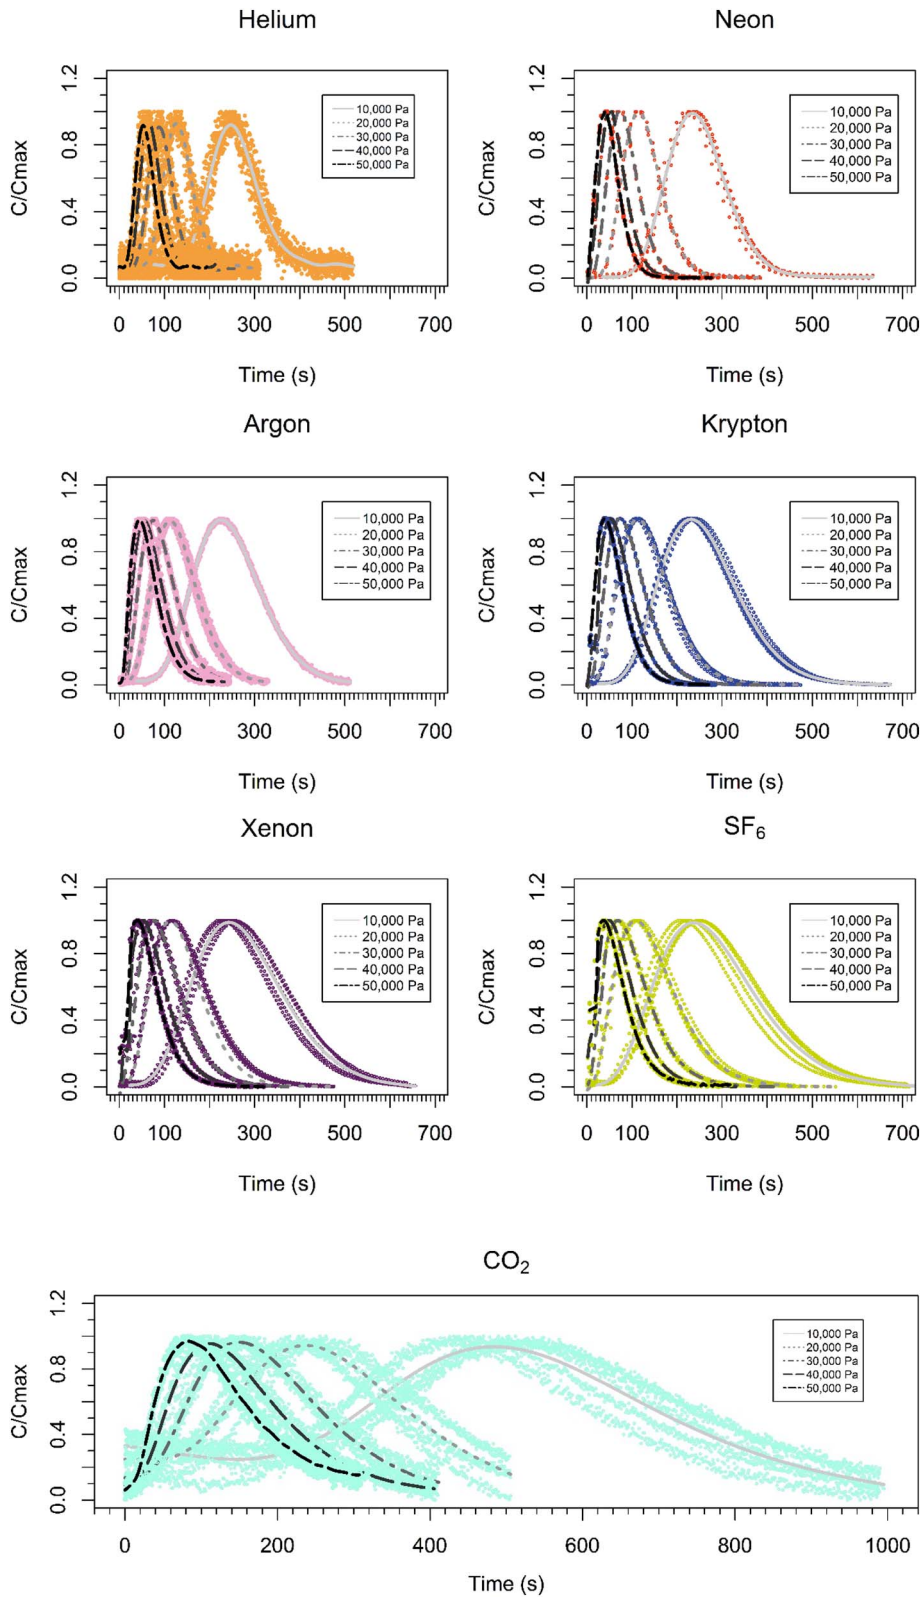 Helium
Neon
1.2
0.8
0.4
0.0
C/Cmax
10,000 Pa
20,000 Pa
30,000 Pa
40,000 Pa
50,000 Pa
0 100 300 500 700
Time (s)
1.2
0.8
0.4
0.0
C/Cmax
10,000 Pa
20,000 Pa
30,000 Pa
40,000 Pa
50,000 Pa
0 100 300 500 700
Time (s)
Argon
Krypton
1.2
0.8
0.4
0.0
C/Cmax
10,000 Pa
20,000 Pa
30,000 Pa
40,000 Pa
50,000 Pa
0 100 300 500 700
Time (s)
1.2
0.8
0.4
0.0
C/Cmax
10,000 Pa
20,000 Pa
30,000 Pa
40,000 Pa
50,000 Pa
0 100 300 500 700
Time (s)
Xenon
SF₆
1.2
0.8
0.4
0.0
C/Cmax
10,000 Pa
20,000 Pa
30,000 Pa
40,000 Pa
50,000 Pa
0 100 300 500 700
Time (s)
1.2
0.8
0.4
0.0
C/Cmax
10,000 Pa
20,000 Pa
30,000 Pa
40,000 Pa
50,000 Pa
0 100 300 500 700
Time (s)
CO₂
1.2
0.8
0.4
0.0
C/Cmax
10,000 Pa
20,000 Pa
30,000 Pa
40,000 Pa
50,000 Pa
0 200 400 600 800 1000
Time (s)